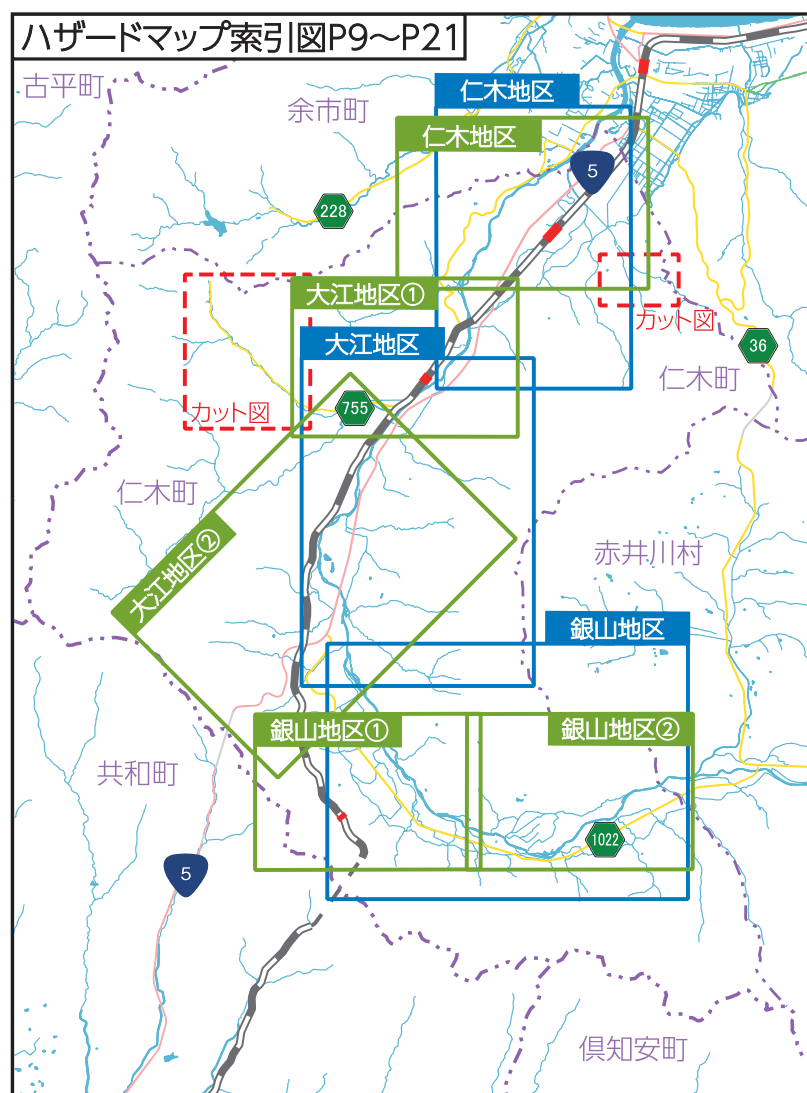 ハザードマップ索引図P9～P21
古平町
余市町
仁木地区
仁木地区
5
228
大江地区①
カット図
36
大江地区
仁木町
カット図
755
仁木町
大江地区②
赤井川村
銀山地区
銀山地区①
銀山地区②
共和町
1022
5
倶知安町